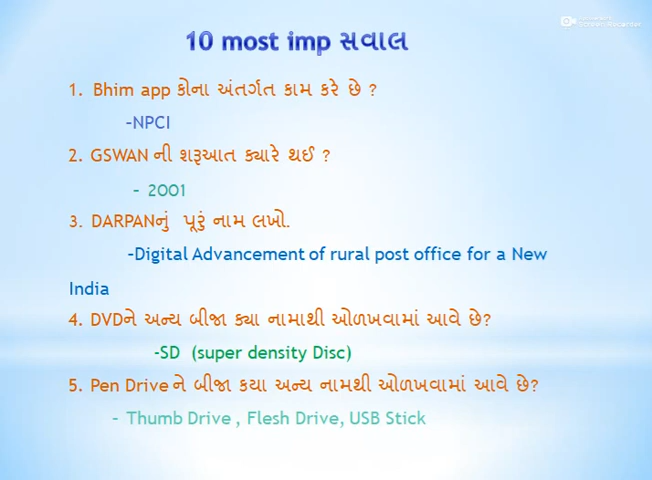 10 most imp સવાલ
Screen Recorder
1. Bhim app કોના અંતર્ગત કામ કરે છે ?
-NPCI
2. GSWAN ની શરૂઆત ક્યારે થઈ ?
- 2001
3. DARPANનું પૂરું નામ લખો.
-Digital Advancement of rural post office for a New
India
4. DVDને અન્ય બીજા ક્યા નામાથી ઓળખવામાં આવે છે?
-SD (super density Disc)
5. Pen Drive ને બીજા કયા અન્ય નામથી ઓળખવામાં આવે છે?
- Thumb Drive , Flesh Drive, USB Stick